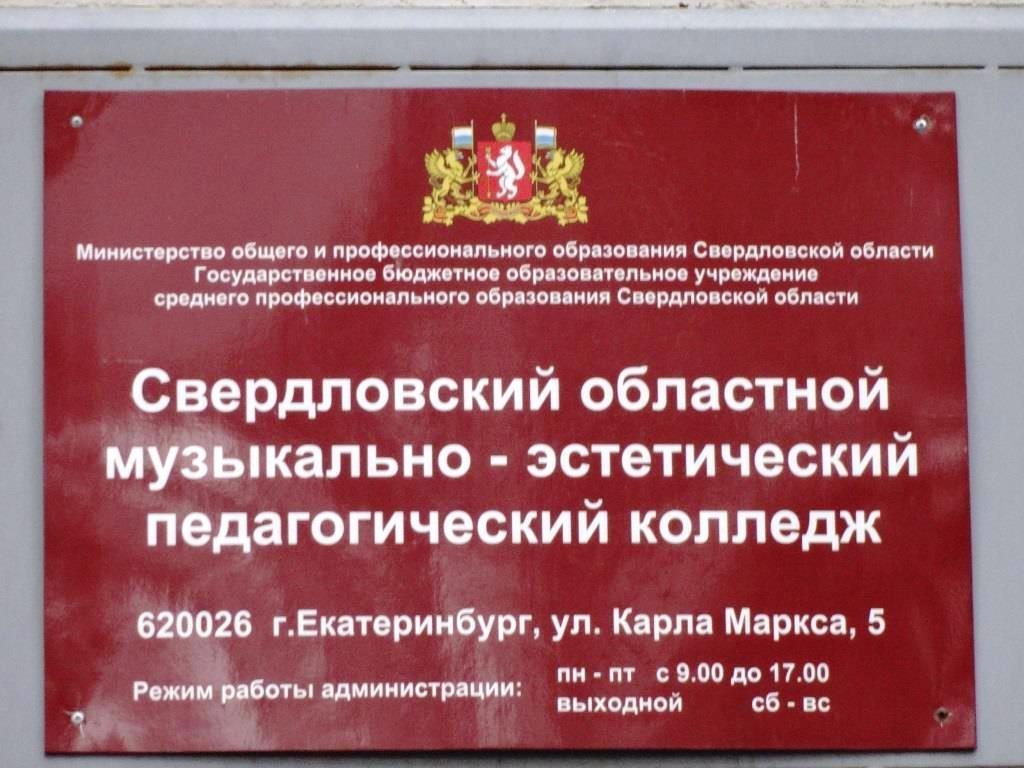 Министерство общего и профессионального образования Свердловской области
Государственное бюджетное образовательное учреждение
среднего профессионального образования Свердловской области
Свердловский областной
музыкально - эстетический
педагогический колледж
620026 г.Екатеринбург, ул. Карла Маркса, 5
Режим работы администрации:
пн - пт с 9.00 до 17.00
выходной сб - вс